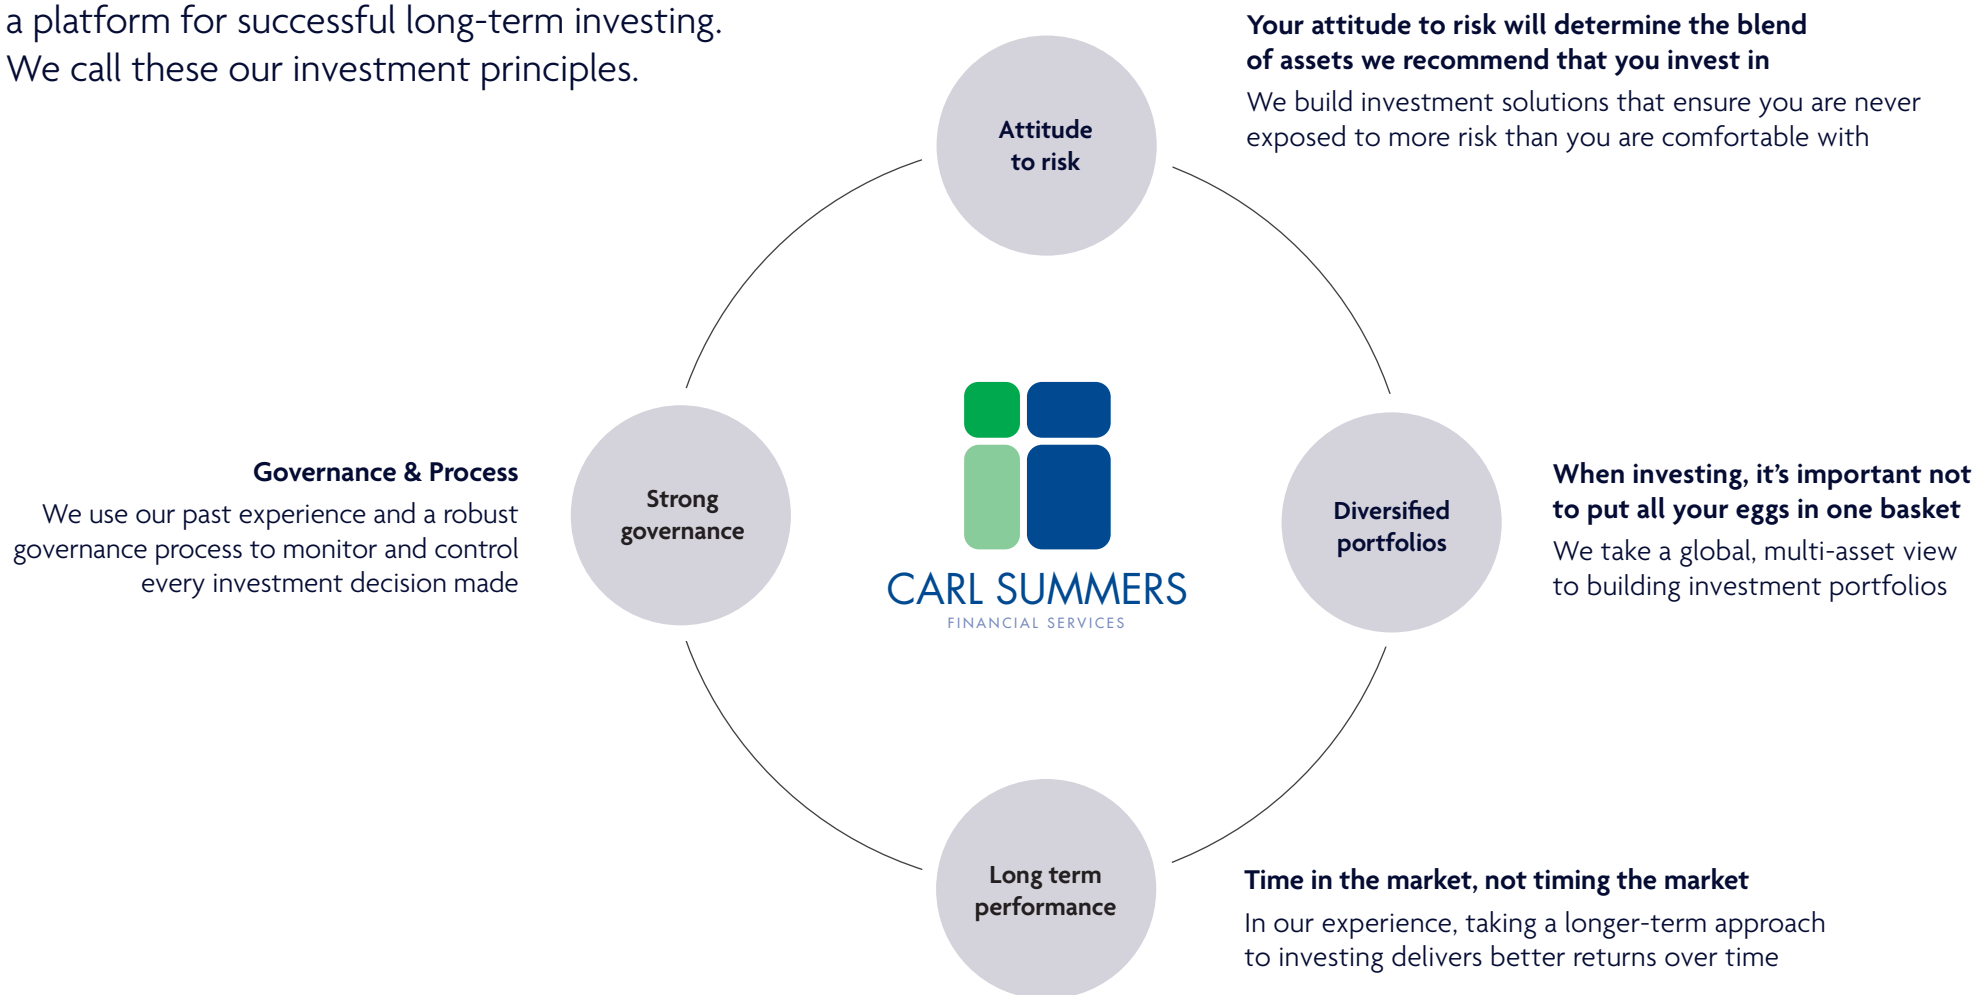 a platform for successful long-term investing.
We call these our investment principles.
Attitude
to risk
Your attitude to risk will determine the blend
of assets we recommend that you invest in
We build investment solutions that ensure you are never
exposed to more risk than you are comfortable with
Governance & Process
We use our past experience and a robust
governance process to monitor and control
every investment decision made
Strong
governance
CARL SUMMERS
FINANCIAL SERVICES
Diversified
portfolios
When investing, it’s important not
to put all your eggs in one basket
We take a global, multi-asset view
to building investment portfolios
Long term
performance
Time in the market, not timing the market
In our experience, taking a longer-term approach
to investing delivers better returns over time